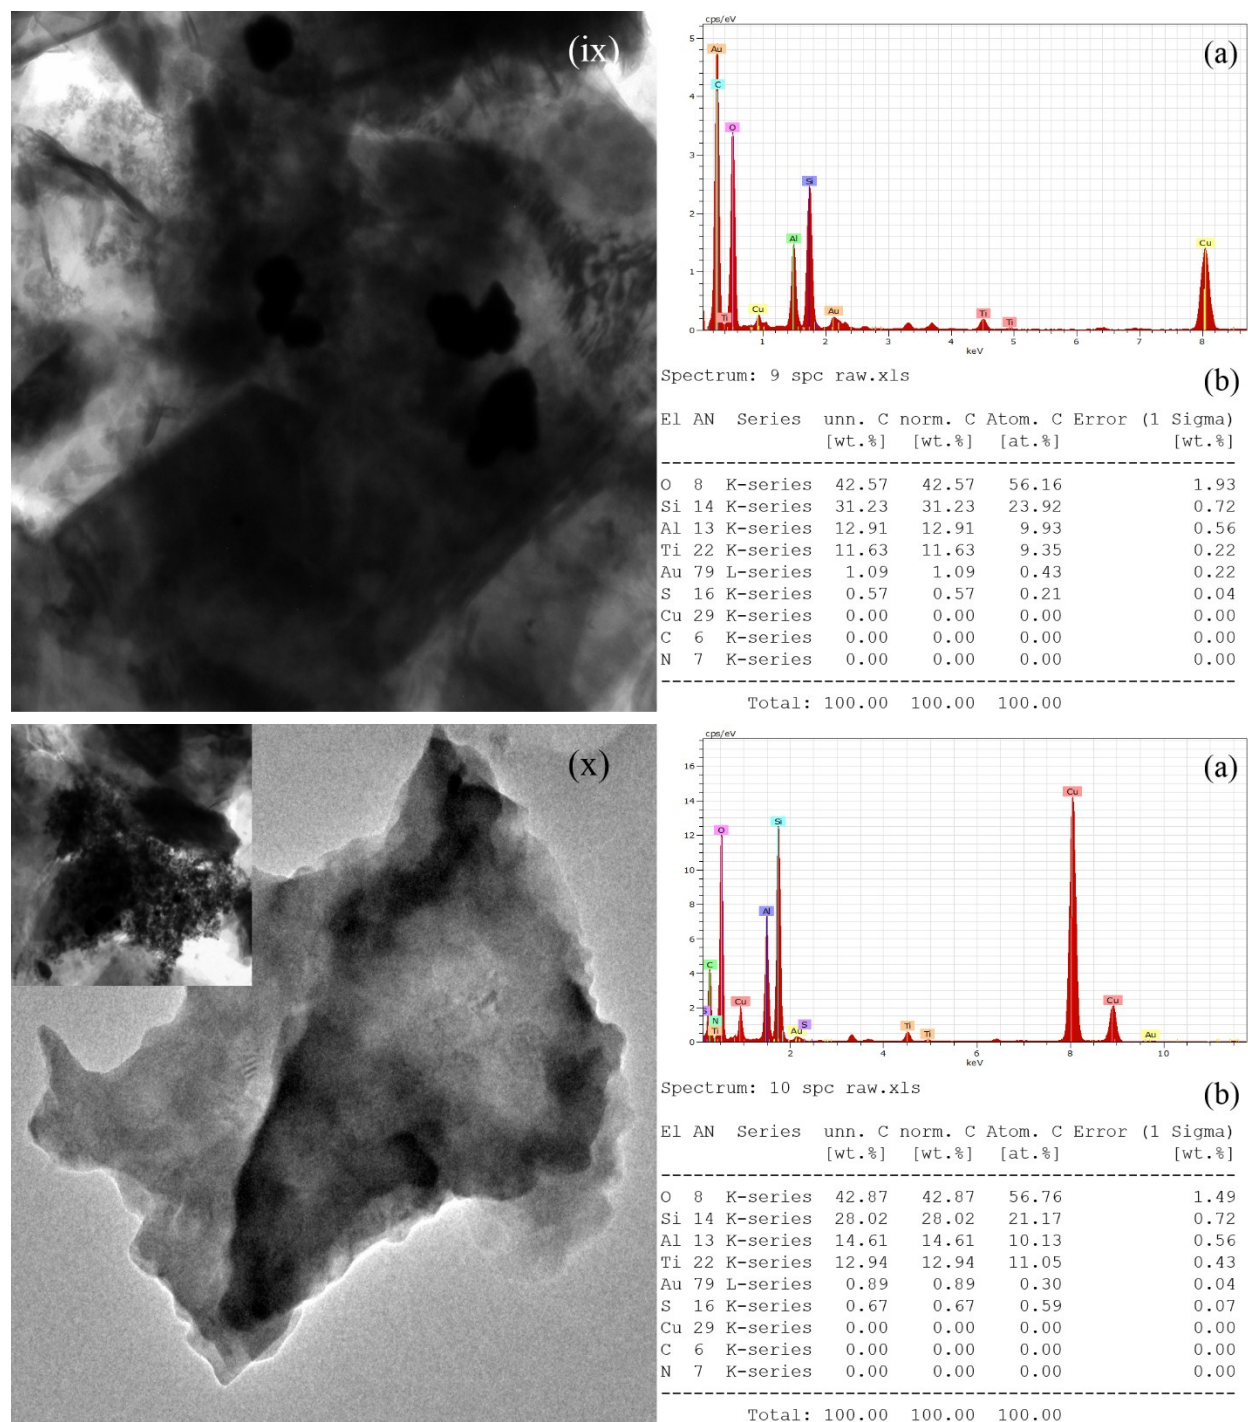 (ix)
cps/eV
(a)
5
4
3
2
1
0
Au
C
O
Si
Al
Cu
Ti
Cu
Au
Ti
Ti
1 2 3 4 5 6 7 8
keV
Spectrum: 9 spc raw.xls
(b)
El AN Series unn. C norm. C Atom. C Error (1 Sigma)
[wt.%] [wt.%] [at.%] [wt.%]
O 8 K-series 42.57 42.57 56.16 1.93
Si 14 K-series 31.23 31.23 23.92 0.72
Al 13 K-series 12.91 12.91 9.93 0.56
Ti 22 K-series 11.63 11.63 9.35 0.22
Au 79 L-series 1.09 1.09 0.43 0.22
S 16 K-series 0.57 0.57 0.21 0.04
Cu 29 K-series 0.00 0.00 0.00 0.00
C 6 K-series 0.00 0.00 0.00 0.00
N 7 K-series 0.00 0.00 0.00 0.00
Total: 100.00 100.00 100.00
(x)
cps/eV
(a)
16
14
12
10
8
6
4
2
0
Cu
Si
O
Al
C
Cu
Cu
S
N
Ti
Au
S
Ti
Ti
Au
2 4 6 8 10
keV
Spectrum: 10 spc raw.xls
(b)
El AN Series unn. C norm. C Atom. C Error (1 Sigma)
[wt.%] [wt.%] [at.%] [wt.%]
O 8 K-series 42.87 42.87 56.76 1.49
Si 14 K-series 28.02 28.02 21.17 0.72
Al 13 K-series 14.61 14.61 10.13 0.56
Ti 22 K-series 12.94 12.94 11.05 0.43
Au 79 L-series 0.89 0.89 0.30 0.04
S 16 K-series 0.67 0.67 0.59 0.07
Cu 29 K-series 0.00 0.00 0.00 0.00
C 6 K-series 0.00 0.00 0.00 0.00
N 7 K-series 0.00 0.00 0.00 0.00
Total: 100.00 100.00 100.00